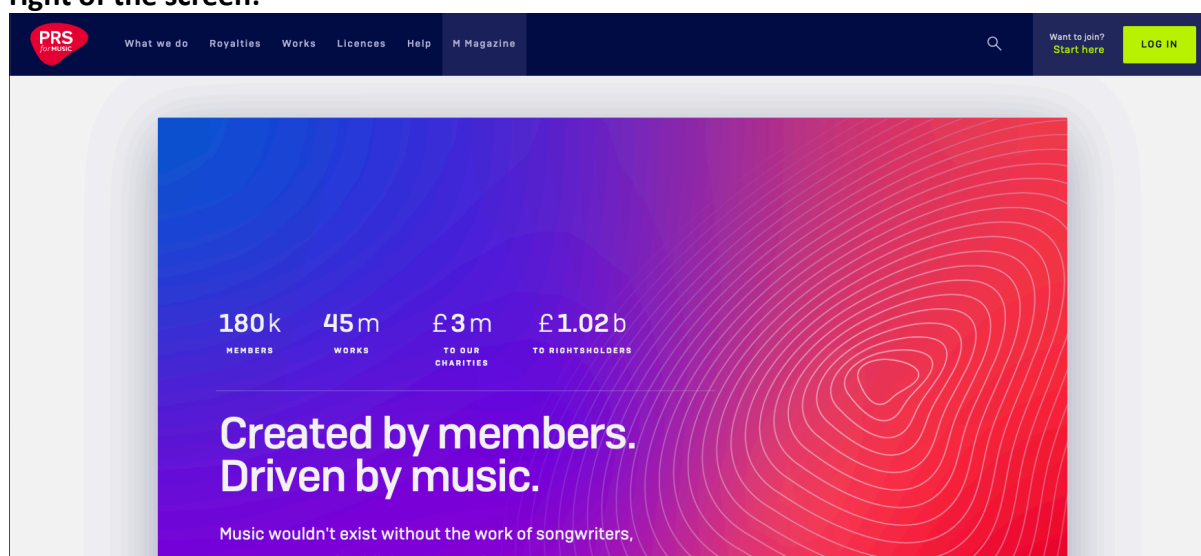 right of the screen.
PRS
for MUSIC
What we do Royalties Works Licences Help M Magazine
Want to join?
Start here
LOG IN
180k 45m £3m £1.02b
MEMBERS WORKS TO OUR TO RIGHTSHOLDERS
CHARITIES
Created by members.
Driven by music.
Music wouldn't exist without the work of songwriters,